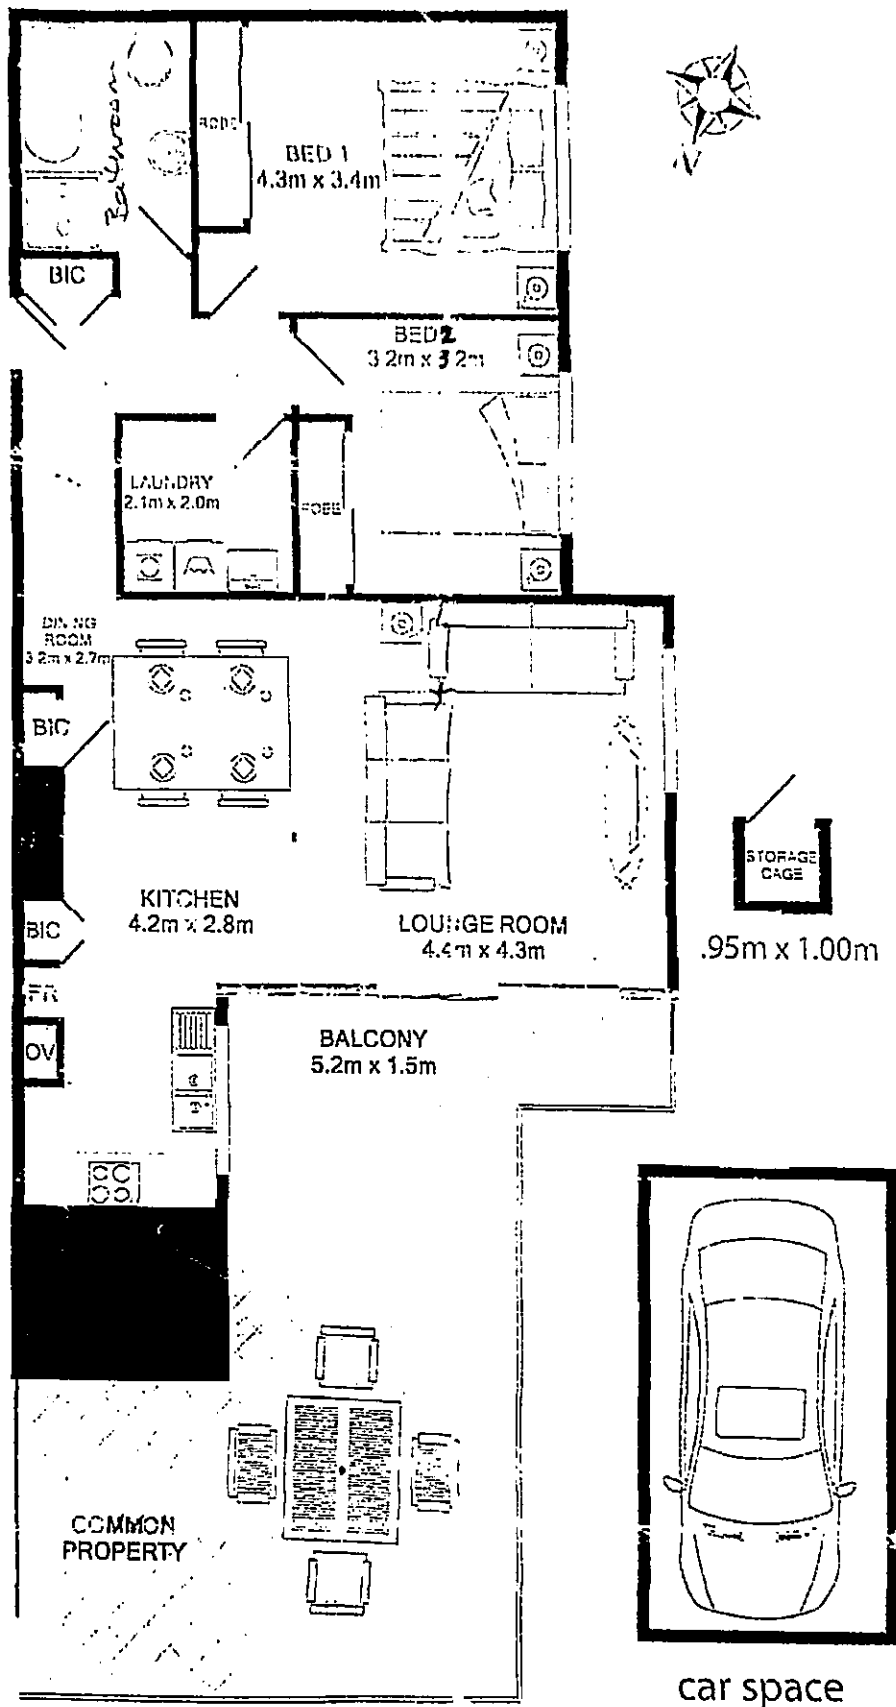 Bathroom
ROBE
BED 1
4.3m x 3.4m
N
BIC
BED 2
3.2m x 3.2m
LAUNDRY
2.1m x 2.0m
ROBE
DINING
ROOM
3.2m x 2.7m
BIC
KITCHEN
4.2m x 2.8m
LOUNGE ROOM
4.4m x 4.3m
STORAGE
CAGE
.95m x 1.00m
BIC
FR
OV
BALCONY
5.2m x 1.5m
COMMON
PROPERTY
car space